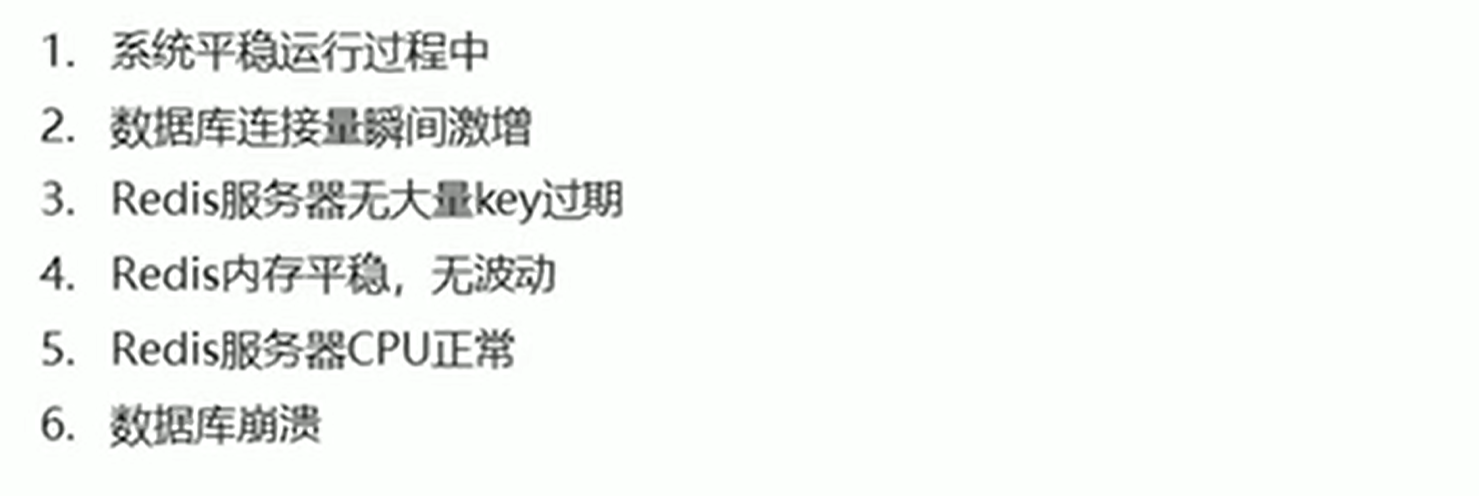 1. 系统平稳运行过程中
2. 数据库连接量瞬间激增
3. Redis服务器无大量key过期
4. Redis内存平稳，无波动
5. Redis服务器CPU正常
6. 数据库崩溃